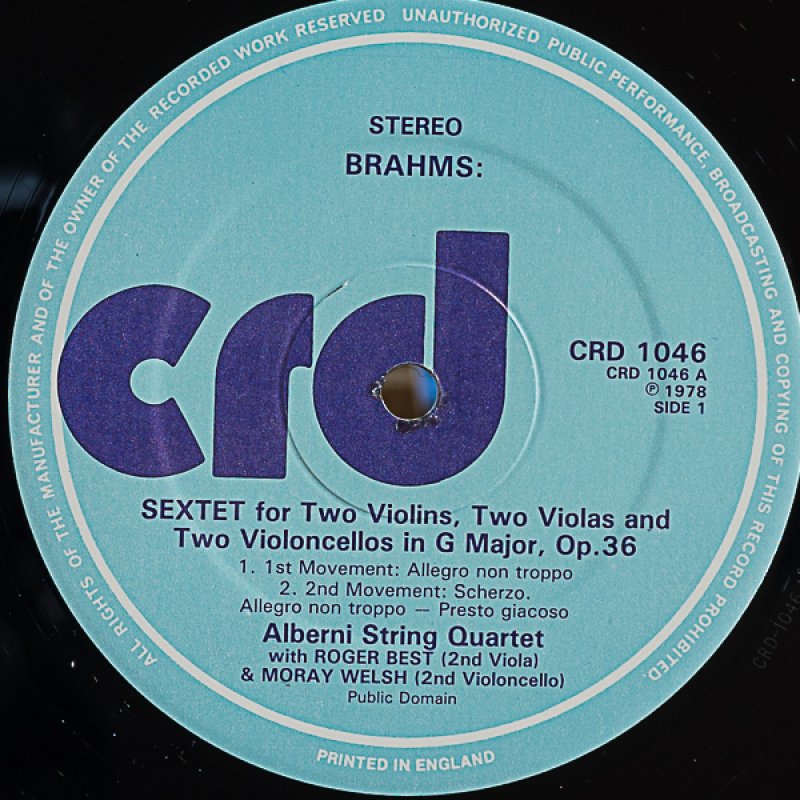 ALL RIGHTS OF THE MANUFACTURER AND OF THE OWNER OF THE RECORDED WORK RESERVED UNAUTHORIZED PUBLIC PERFORMANCE, BROADCASTING AND COPYING OF THIS RECORD PROHIBITED.
STEREO
BRAHMS:
crd
CRD 1046
CRD 1046 A
℗ 1978
SIDE 1
SEXTET for Two Violins, Two Violas and
Two Violoncellos in G Major, Op.36
1. 1st Movement: Allegro non troppo
2. 2nd Movement: Scherzo.
Allegro non troppo — Presto giacoso
Alberni String Quartet
with ROGER BEST (2nd Viola)
& MORAY WELSH (2nd Violoncello)
Public Domain
PRINTED IN ENGLAND
CRD-1046